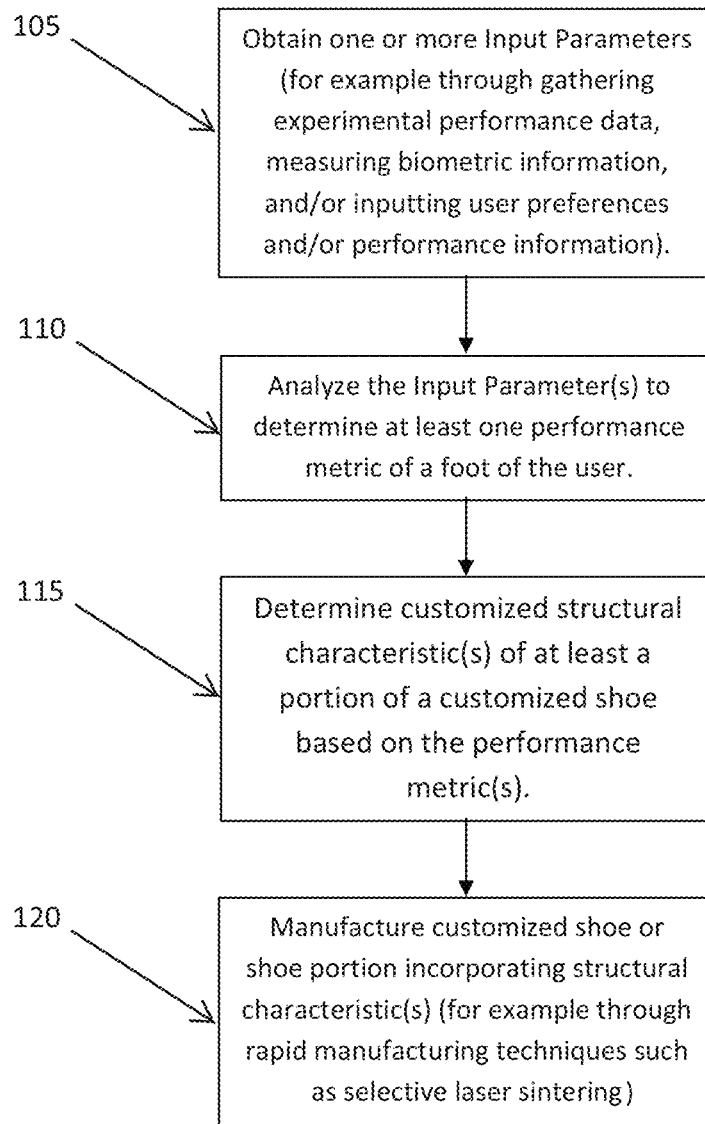 105
Obtain one or more Input Parameters
(for example through gathering
experimental performance data,
measuring biometric information,
and/or inputting user preferences
and/or performance information).
110
Analyze the Input Parameter(s) to
determine at least one performance
metric of a foot of the user.
115
Determine customized structural
characteristic(s) of at least a
portion of a customized shoe
based on the performance
metric(s).
120
Manufacture customized shoe or
shoe portion incorporating structural
characteristic(s) (for example through
rapid manufacturing techniques such
as selective laser sintering)